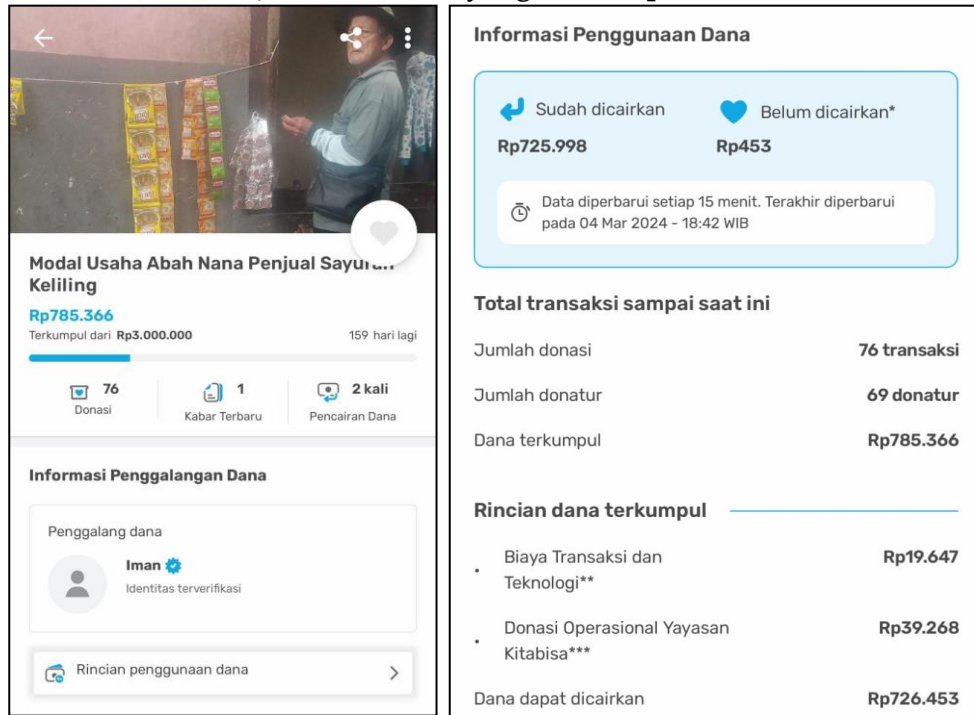 Modal Usaha Abah Nana Penjual Sayuran
Keliling
Rp785.366
Terkumpul dari Rp3.000.000
159 hari lagi
76
Donasi
1
Kabar Terbaru
2 kali
Pencairan Dana
Informasi Penggalangan Dana
Penggalang dana
Iman
Identitas terverifikasi
Rincian penggunaan dana
Informasi Penggunaan Dana
Sudah dicairkan
Rp725.998
Belum dicairkan*
Rp453
Data diperbarui setiap 15 menit. Terakhir diperbarui
pada 04 Mar 2024 - 18:42 WIB
Total transaksi sampai saat ini
Jumlah donasi 76 transaksi
Jumlah donatur 69 donatur
Dana terkumpul Rp785.366
Rincian dana terkumpul
Biaya Transaksi dan Rp19.647
Teknologi**
Donasi Operasional Yayasan Rp39.268
Kitabisa***
Dana dapat dicairkan Rp726.453